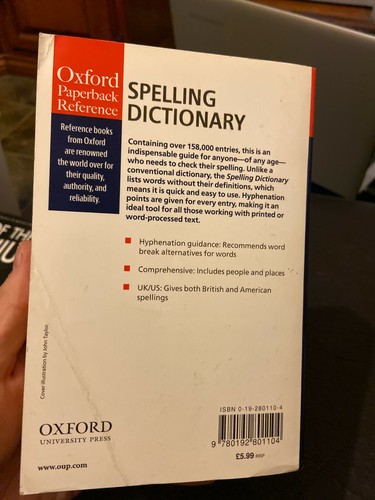 Oxford
Paperback
Reference
Reference books
from Oxford
are renowned
the world over for
their quality,
authority, and
reliability.
SPELLING
DICTIONARY
Containing over 158,000 entries, this is an
indispensable guide for anyone—of any age—
who needs to check their spelling. Unlike a
conventional dictionary, the Spelling Dictionary
lists words without their definitions, which
means it is quick and easy to use. Hyphenation
points are given for every entry, making it an
ideal tool for all those working with printed or
word-processed text.
Hyphenation guidance: Recommends word
break alternatives for words
Comprehensive: Includes people and places
UK/US: Gives both British and American
spellings
Cover illustration by John Taylor.
OXFORD
UNIVERSITY PRESS
www.oup.com
ISBN 0-19-280110-4
9 780192 801104
£5.99 RRP
OF TH